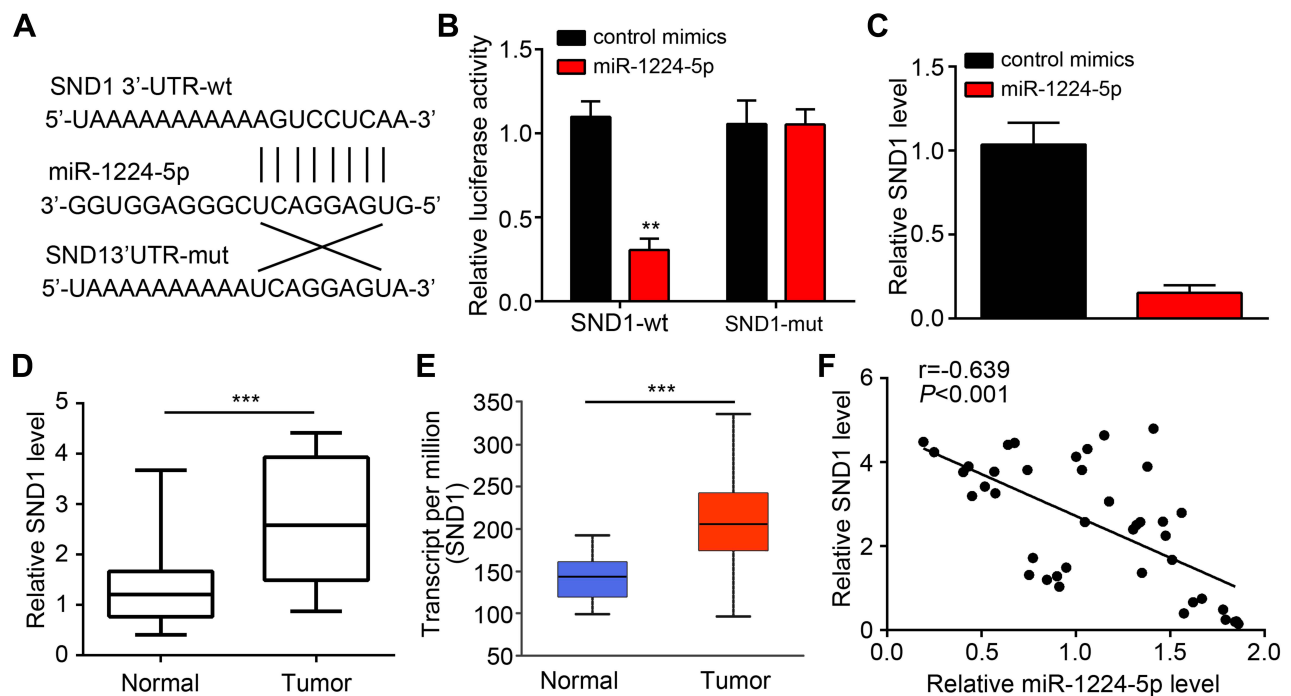 A
SND1 3’-UTR-wt
5’-UAAAAAAAAAAAGUCCUCAA-3’
miR-1224-5p
3’-GGUGGAGGGCUCAGGAGUG-5’
SND13’UTR-mut
5’-UAAAAAAAAAAUCAGGAGUA-3’
B
control mimics
miR-1224-5p
Relative luciferase activity
1.5
1.0
0.5
0.0
**
SND1-wt
SND1-mut
C
control mimics
miR-1224-5p
Relative SND1 level
1.5
1.0
0.5
0.0
D
Relative SND1 level
5
4
3
2
1
0
***
Normal
Tumor
E
Transcript per million
(SND1)
350
300
250
200
150
100
50
***
Normal
Tumor
F
r=-0.639
P<0.001
Relative SND1 level
6
4
2
0
0.0
0.5
1.0
1.5
2.0
Relative miR-1224-5p level